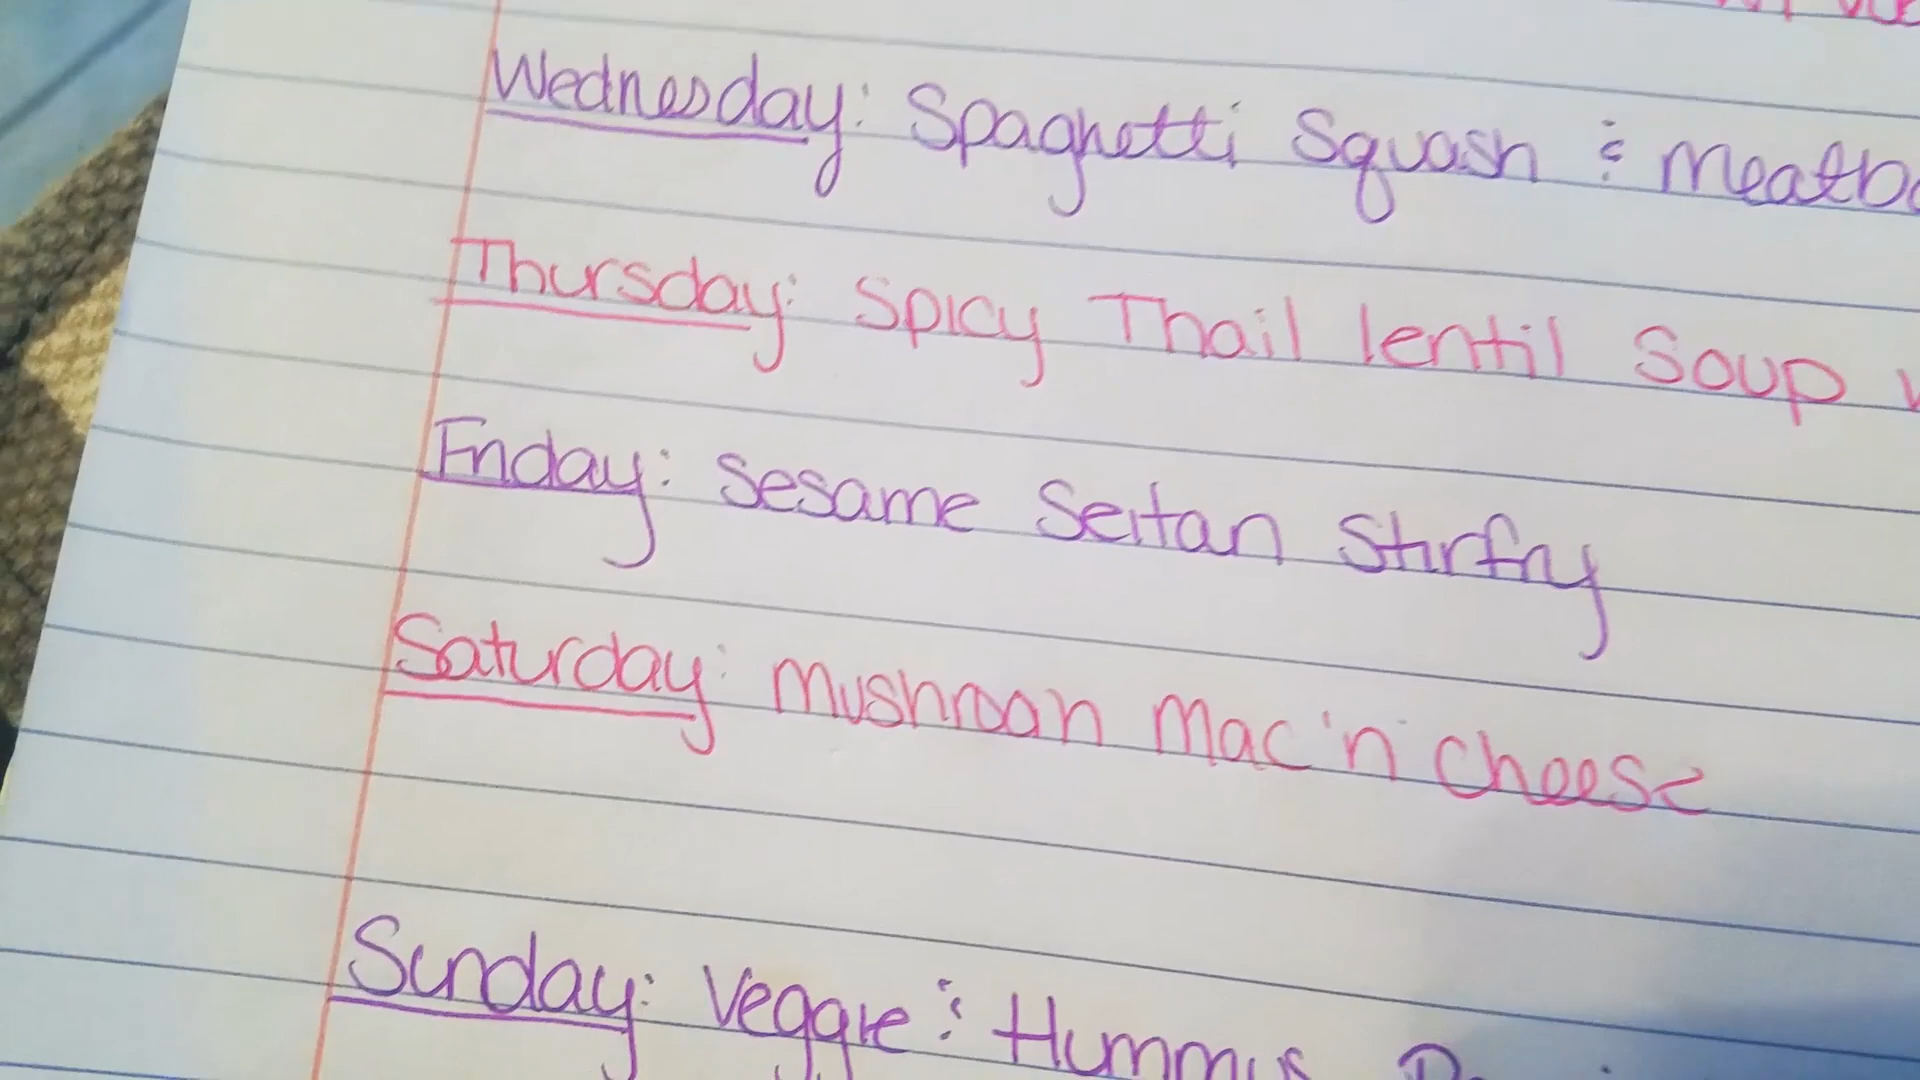 Wednesday: Spaghetti Squash & Meatb
Thursday: Spicy Thail lentil Soup
Friday: Sesame Seitan Stirfry
Saturday: Mushroon Mac 'n' Cheese
Sunday: Veggie & Hummus